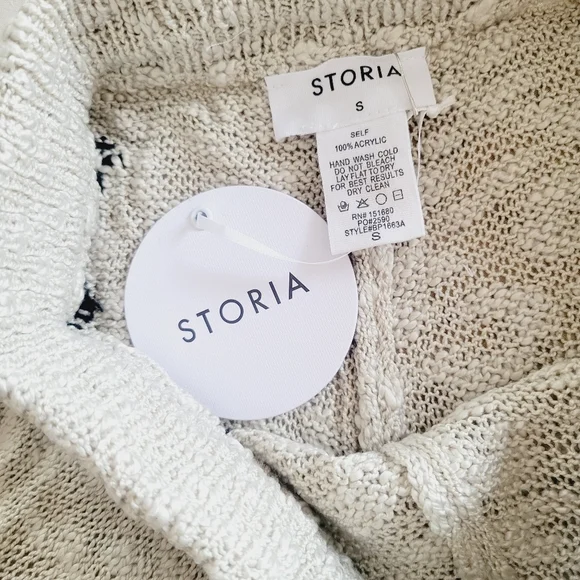 STORIA
S
SELF
100% ACRYLIC
HAND WASH COLD
DO NOT BLEACH
LAY FLAT TO DRY
FOR BEST RESULTS
DRY CLEAN
RN# 151680
PO#2590
STYLE#BP1663A
S
STORIA